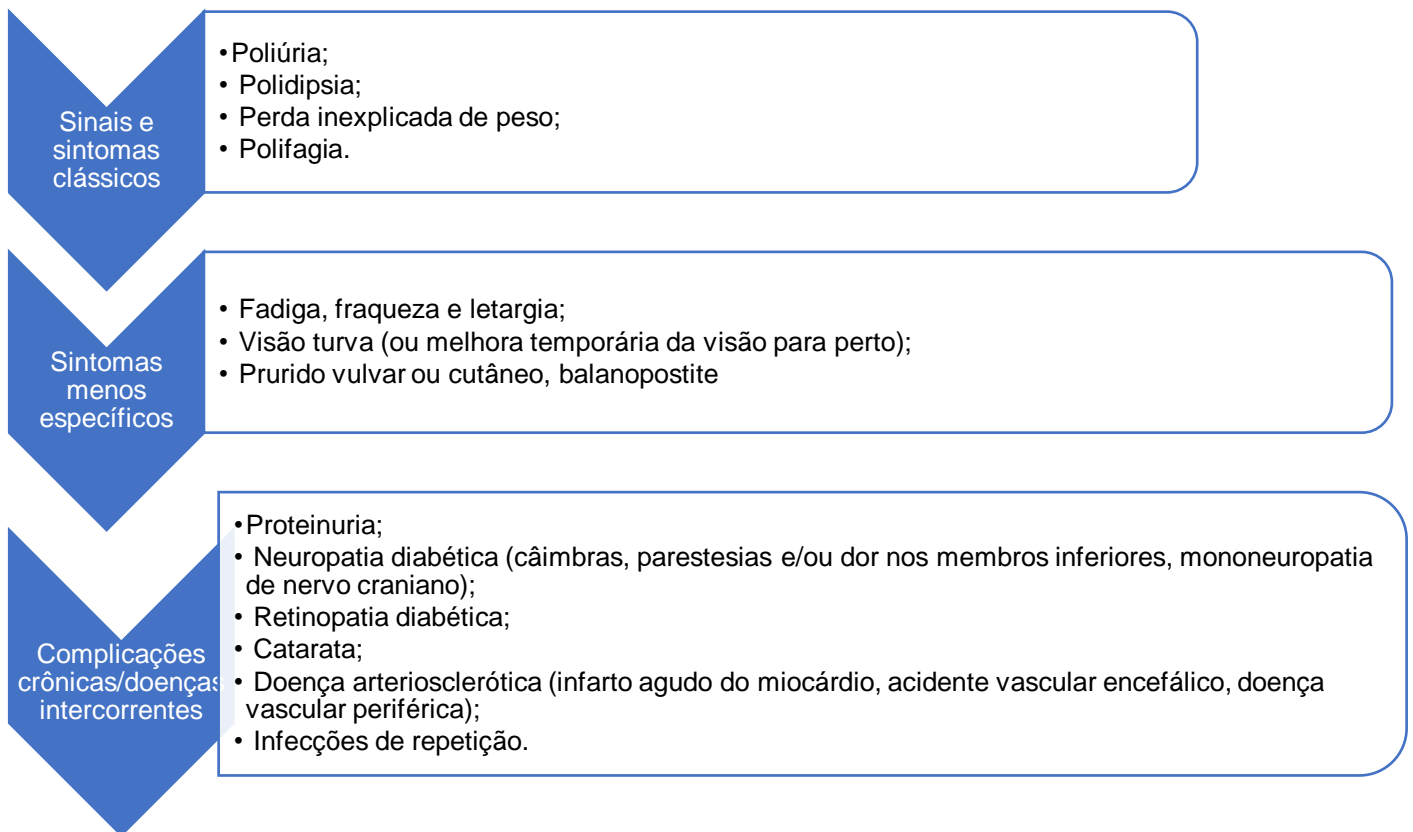 Sinais e
sintomas
clássicos
•Poliúria;
• Polidipsia;
• Perda inexplicada de peso;
• Polifagia.
Sintomas
menos
específicos
• Fadiga, fraqueza e letargia;
• Visão turva (ou melhora temporária da visão para perto);
• Prurido vulvar ou cutâneo, balanopostite
Complicações
crônicas/doenças
intercorrentes
•Proteinuria;
• Neuropatia diabética (câimbras, parestesias e/ou dor nos membros inferiores, mononeuropatia
de nervo craniano);
• Retinopatia diabética;
• Catarata;
• Doença arteriosclerótica (infarto agudo do miocárdio, acidente vascular encefálico, doença
vascular periférica);
• Infecções de repetição.